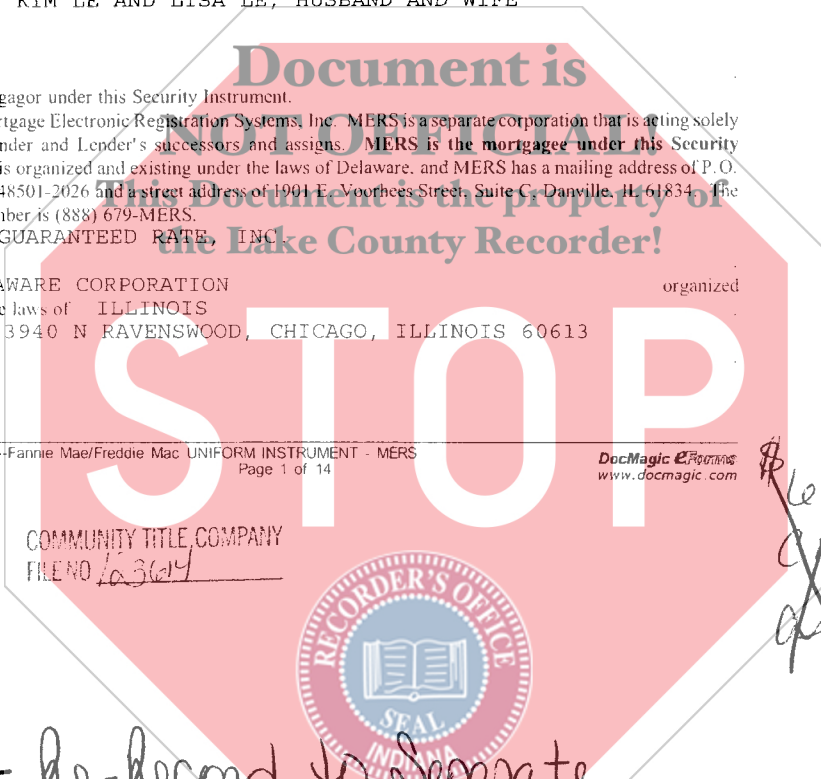 KIM LE AND LISA LE, HUSBAND AND WIFE
Document is
gagor under this Security Instrument.
NOT OFFICIAL!
rtgage Electronic Registration Systems, Inc. MERS is a separate corporation that is acting solely
nder and Lender's successors and assigns. MERS is the mortgagee under this Security
is organized and existing under the laws of Delaware, and MERS has a mailing address of P.O.
48501-2026 and a street address of 1901 E. Voorhees Street, Suite C, Danville, IL 61834. The
This Document is the property of
ber is (888) 679-MERS.
GUARANTEED RATE, INC.
the Lake County Recorder!
AWARE CORPORATION organized
e laws of ILLINOIS
3940 N RAVENSWOOD, CHICAGO, ILLINOIS 60613
STOP
--Fannie Mae/Freddie Mac UNIFORM INSTRUMENT - MERS
Page 1 of 14
DocMagic eForms
www.docmagic.com
COMMUNITY TITLE COMPANY
FILE NO
RECORDER'S OFFICE
SEAL
INDIANA
Re-Record to Separate